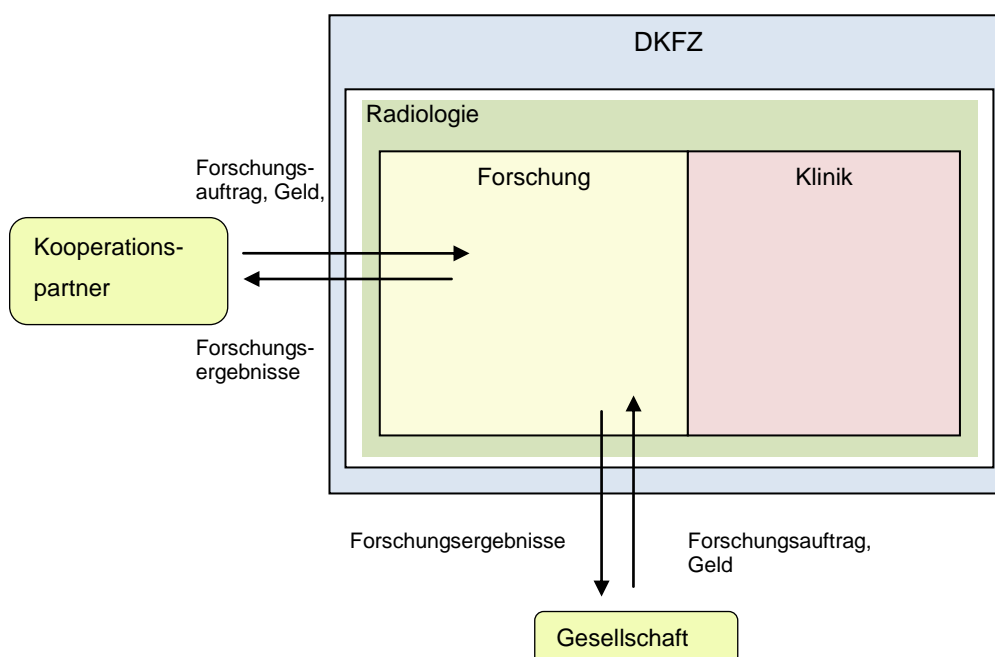 DKFZ
Radiologie
Forschung
Klinik
Forschungs-
auftrag, Geld,
Kooperations-
partner
Forschungs-
ergebnisse
Forschungsergebnisse
Forschungsauftrag,
Geld
Gesellschaft